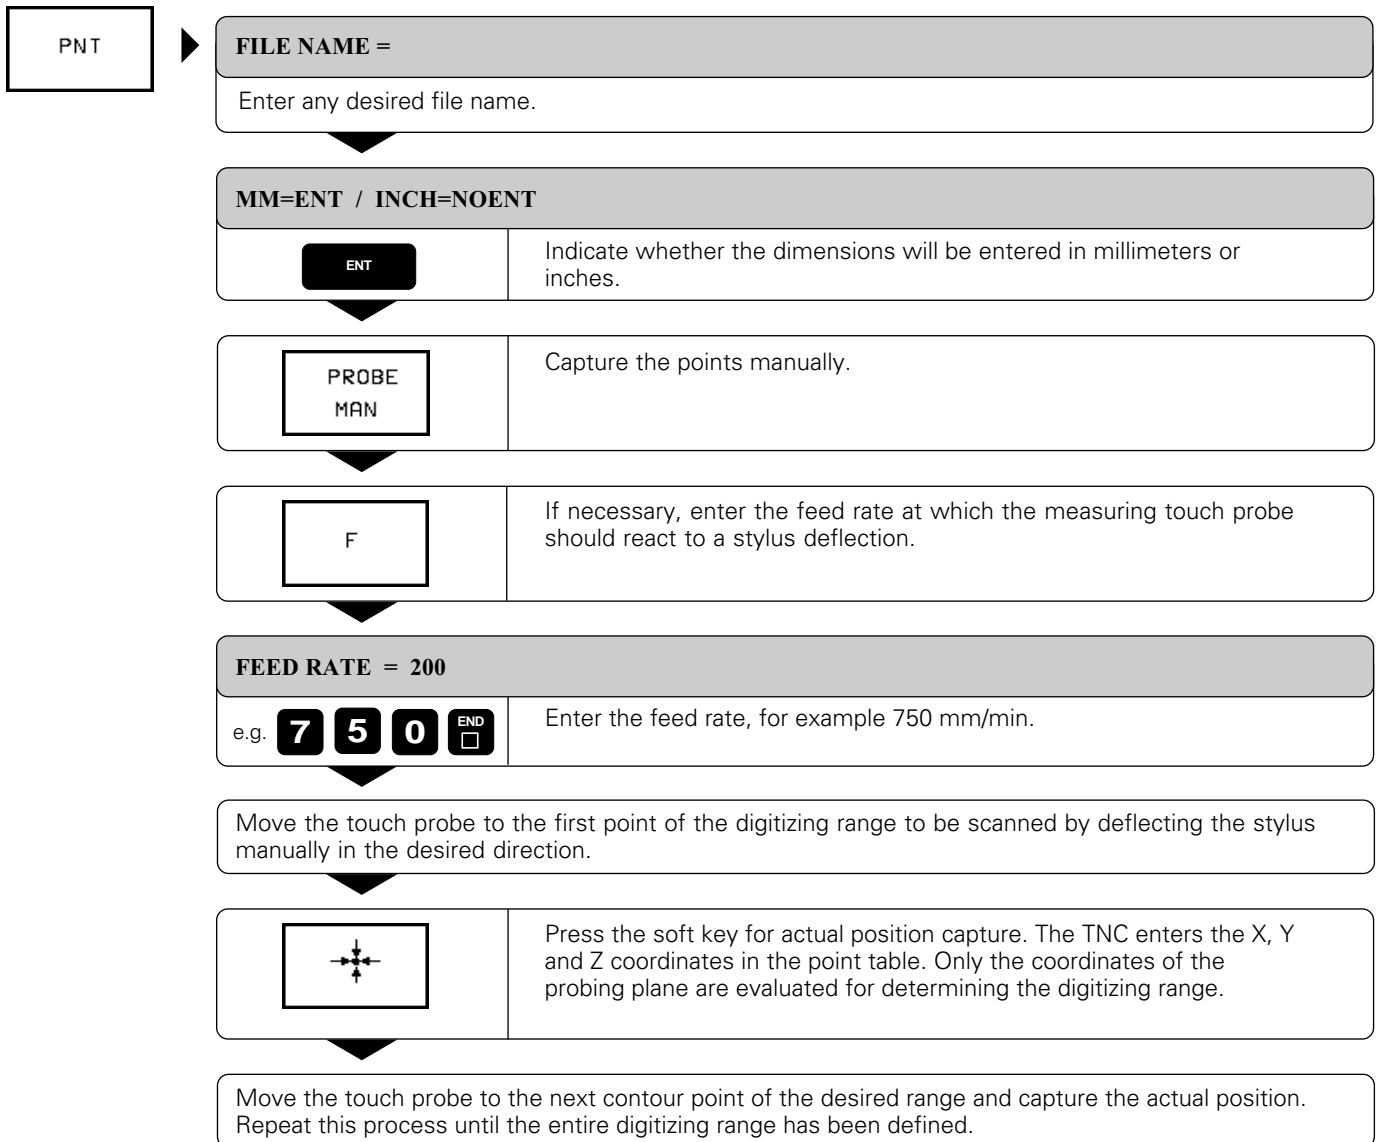 PNT
FILE NAME =
Enter any desired file name.
MM=ENT / INCH=NOENT
ENT
Indicate whether the dimensions will be entered in millimeters or
inches.
PROBE
MAN
Capture the points manually.
F
If necessary, enter the feed rate at which the measuring touch probe
should react to a stylus deflection.
FEED RATE = 200
e.g. 7 5 0 END
Enter the feed rate, for example 750 mm/min.
Move the touch probe to the first point of the digitizing range to be scanned by deflecting the stylus
manually in the desired direction.
Press the soft key for actual position capture. The TNC enters the X, Y
and Z coordinates in the point table. Only the coordinates of the
probing plane are evaluated for determining the digitizing range.
Move the touch probe to the next contour point of the desired range and capture the actual position.
Repeat this process until the entire digitizing range has been defined.